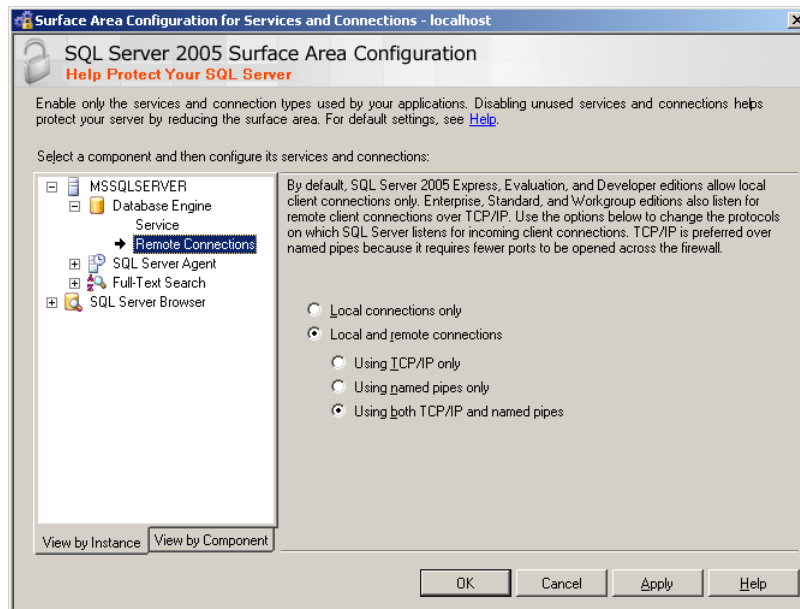 Surface Area Configuration for Services and Connections - localhost
SQL Server 2005 Surface Area Configuration
Help Protect Your SQL Server
Enable only the services and connection types used by your applications. Disabling unused services and connections helps
protect your server by reducing the surface area. For default settings, see Help.
Select a component and then configure its services and connections:
MSSQLSERVER
Database Engine
Service
Remote Connections
SQL Server Agent
Full-Text Search
SQL Server Browser
View by Instance
View by Component
By default, SQL Server 2005 Express, Evaluation, and Developer editions allow local
client connections only. Enterprise, Standard, and Workgroup editions also listen for
remote client connections over TCP/IP. Use the options below to change the protocols
on which SQL Server listens for incoming client connections. TCP/IP is preferred over
named pipes because it requires fewer ports to be opened across the firewall.
Local connections only
Local and remote connections
Using TCP/IP only
Using named pipes only
Using both TCP/IP and named pipes
OK
Cancel
Apply
Help